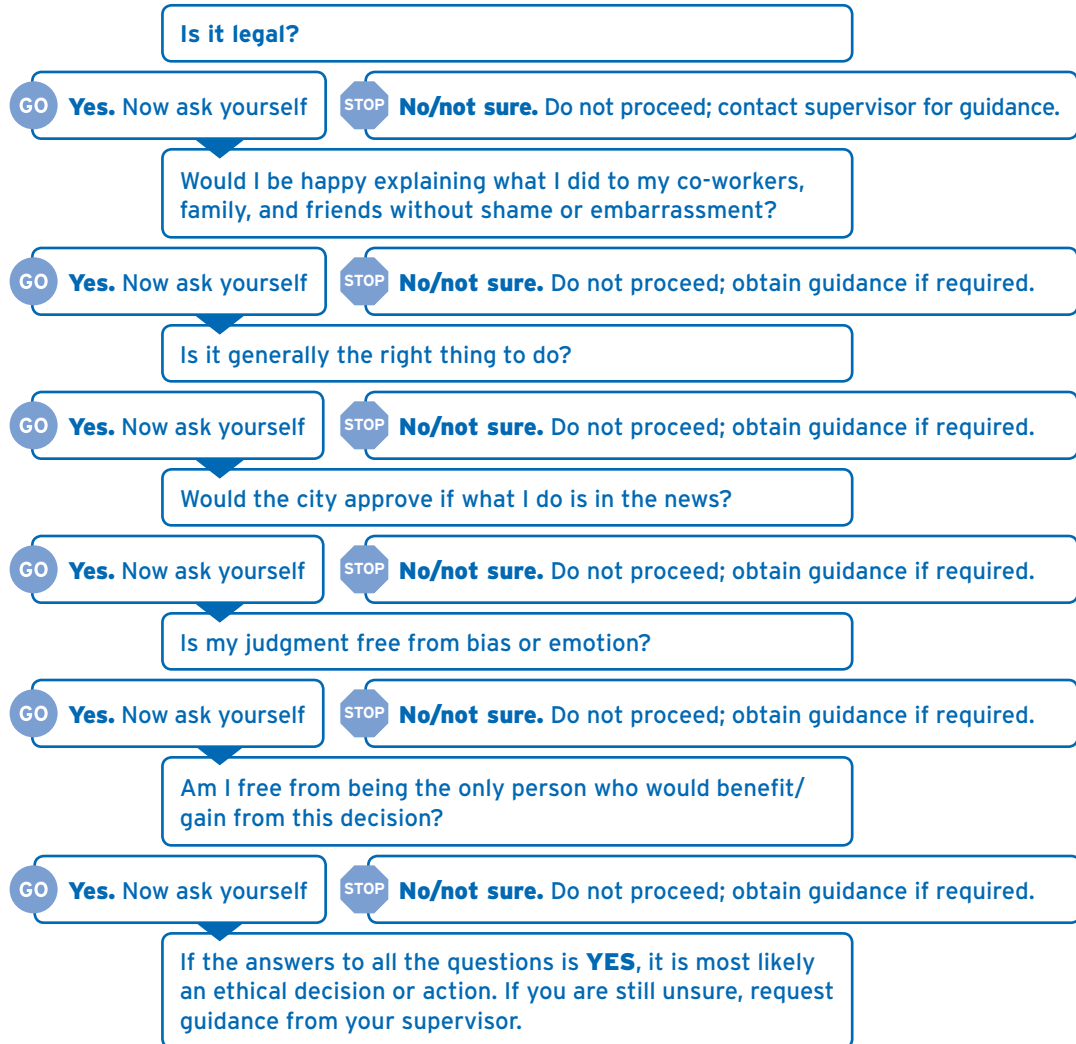 Is it legal?
GO Yes. Now ask yourself
STOP No/not sure. Do not proceed; contact supervisor for guidance.
Would I be happy explaining what I did to my co-workers,
family, and friends without shame or embarrassment?
GO Yes. Now ask yourself
STOP No/not sure. Do not proceed; obtain guidance if required.
Is it generally the right thing to do?
GO Yes. Now ask yourself
STOP No/not sure. Do not proceed; obtain guidance if required.
Would the city approve if what I do is in the news?
GO Yes. Now ask yourself
STOP No/not sure. Do not proceed; obtain guidance if required.
Is my judgment free from bias or emotion?
GO Yes. Now ask yourself
STOP No/not sure. Do not proceed; obtain guidance if required.
Am I free from being the only person who would benefit/
gain from this decision?
GO Yes. Now ask yourself
STOP No/not sure. Do not proceed; obtain guidance if required.
If the answers to all the questions is YES, it is most likely
an ethical decision or action. If you are still unsure, request
guidance from your supervisor.